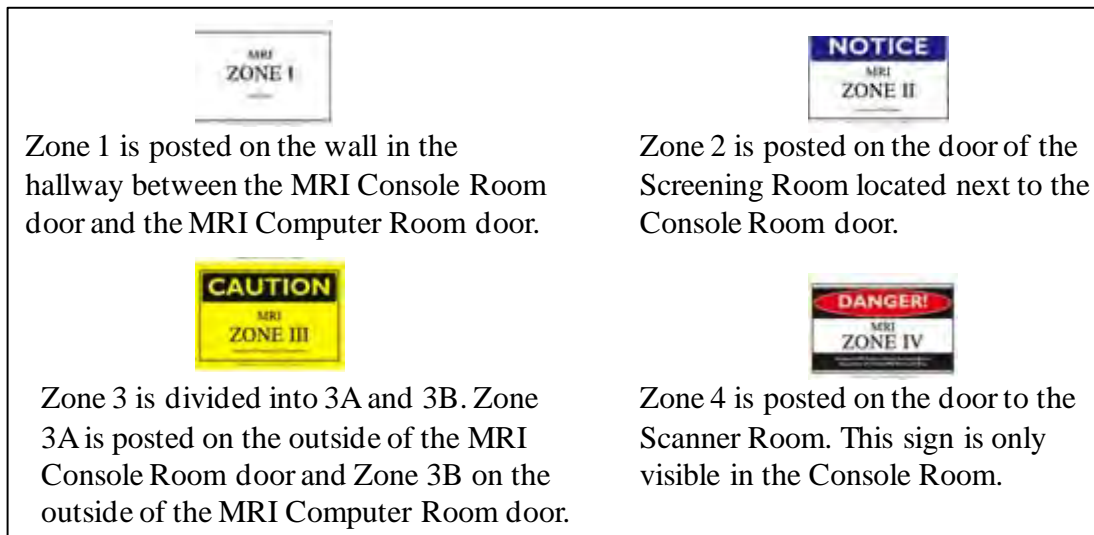 MRI
ZONE I
Zone 1 is posted on the wall in the
hallway between the MRI Console Room
door and the MRI Computer Room door.
NOTICE
MRI
ZONE II
Zone 2 is posted on the door of the
Screening Room located next to the
Console Room door.
CAUTION
MRI
ZONE III
Zone 3 is divided into 3A and 3B. Zone
3A is posted on the outside of the MRI
Console Room door and Zone 3B on the
outside of the MRI Computer Room door.
DANGER!
MRI
ZONE IV
Zone 4 is posted on the door to the
Scanner Room. This sign is only
visible in the Console Room.